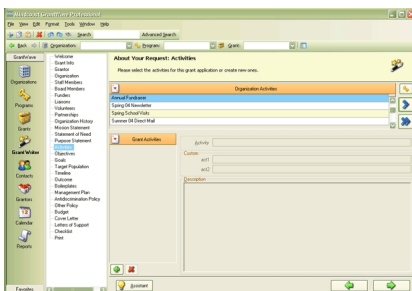 File Edit View Format Tools Window Help
Search Advanced Search
Back Organization: Program: Grant:
GrantWave
Organizations
Programs
Grants
Grant Writer
Contacts
Grantors
Calendar
Reports
Favorites
Welcome
Grant Info
Grantor
Organization
Staff Members
Board Members
Funders
Liaisons
Volunteers
Partnerships
Organization History
Mission Statement
Statement of Need
Purpose Statement
Activities
Objectives
Goals
Target Population
Timeline
Outcome
Boilerplates
Management Plan
Antidiscrimination Policy
Other Policy
Budget
Cover Letter
Letters of Support
Checklist
Print
About Your Request: Activities
Please select the activities for this grant application or create new ones.
Organization Activities
Annual Fundraiser
Spring 04 Newsletter
Spring School Visits
Summer 04 Direct Mail
Grant Activities
Activity
Custom
act1
act2
Description
Assistant